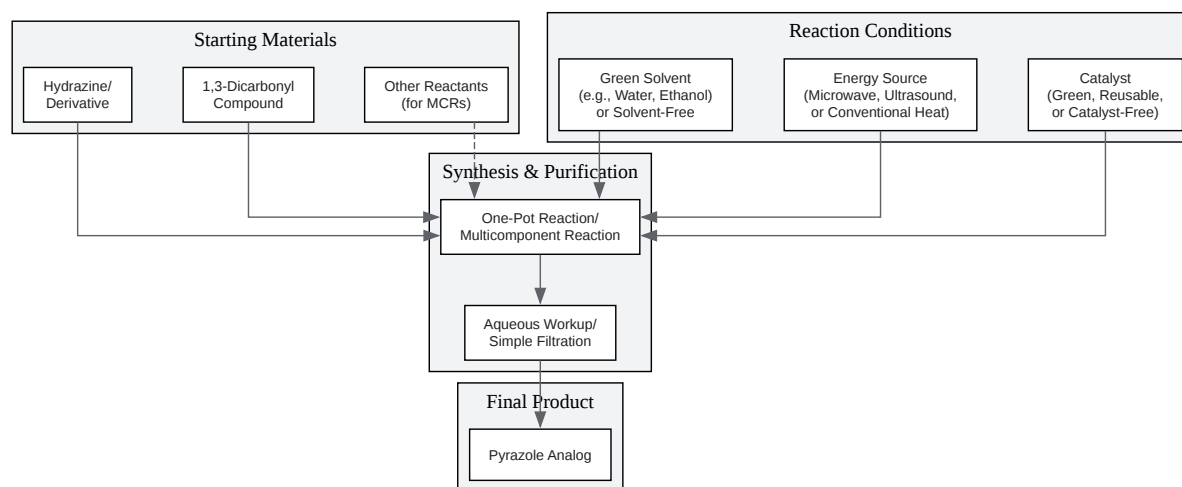 Starting Materials
Hydrazine/
Derivative
1,3-Dicarbonyl
Compound
Other Reactants
(for MCRs)
Reaction Conditions
Green Solvent
(e.g., Water, Ethanol)
or Solvent-Free
Energy Source
(Microwave, Ultrasound,
or Conventional Heat)
Catalyst
(Green, Reusable,
or Catalyst-Free)
Synthesis & Purification
One-Pot Reaction/
Multicomponent Reaction
Aqueous Workup/
Simple Filtration
Final Product
Pyrazole Analog